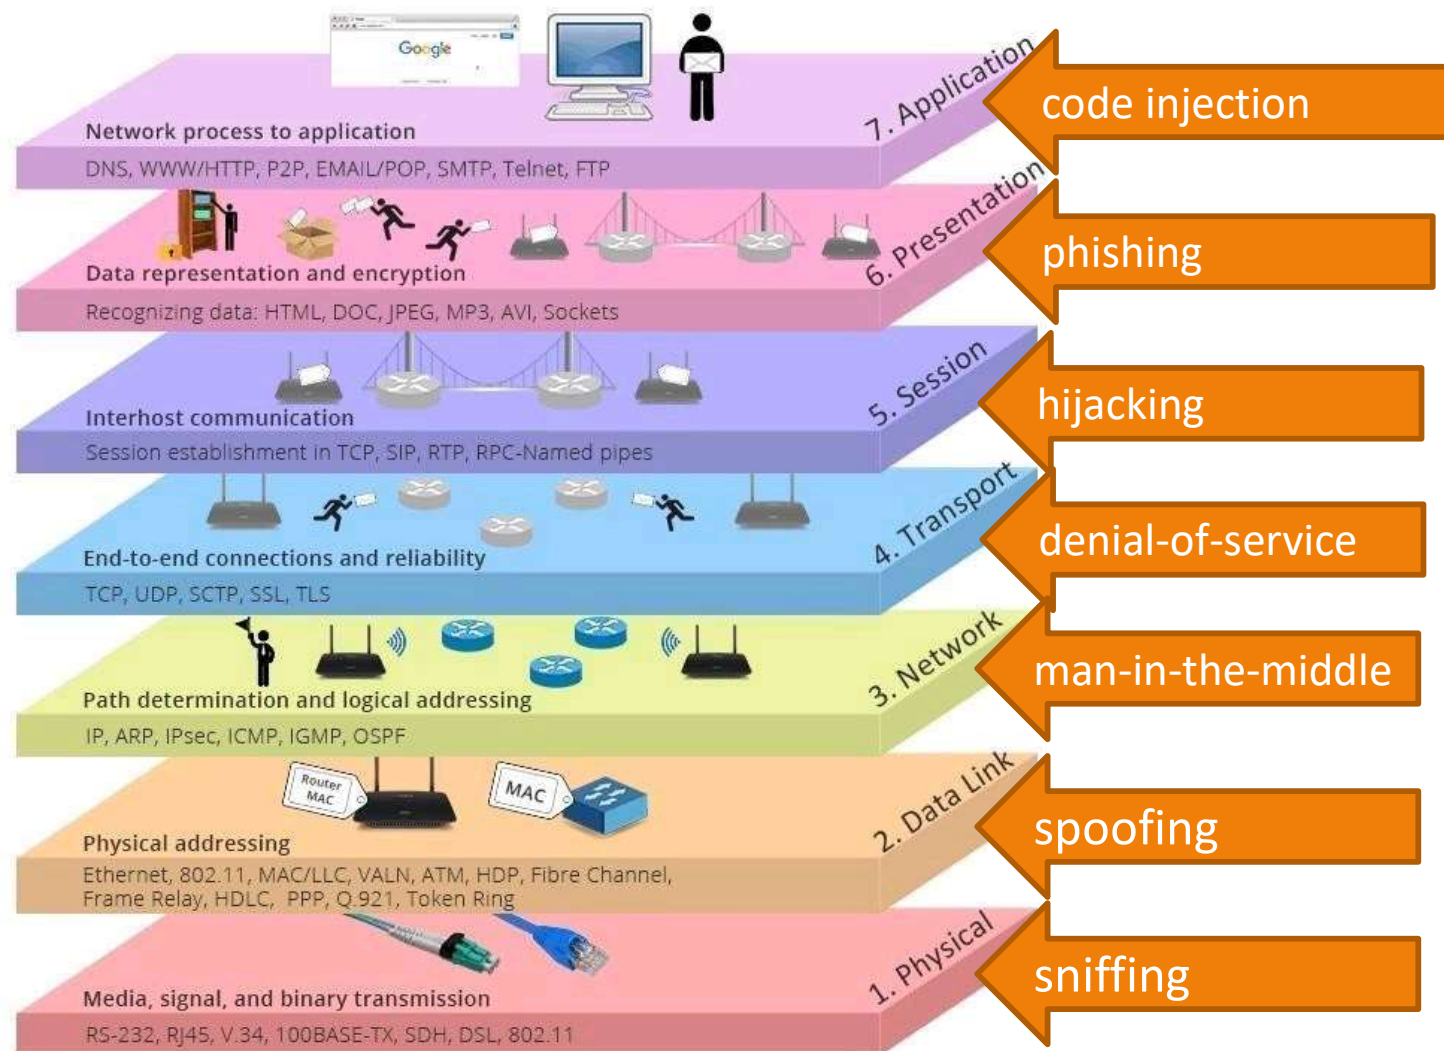 Google
7. Application
code injection
Network process to application
DNS, WWW/HTTP, P2P, EMAIL/POP, SMTP, Telnet, FTP
6. Presentation
phishing
Data representation and encryption
Recognizing data: HTML, DOC, JPEG, MP3, AVI, Sockets
5. Session
hijacking
Interhost communication
Session establishment in TCP, SIP, RTP, RPC-Named pipes
4. Transport
denial-of-service
End-to-end connections and reliability
TCP, UDP, SCTP, SSL, TLS
3. Network
man-in-the-middle
Path determination and logical addressing
IP, ARP, IPsec, ICMP, IGMP, OSPF
Router
MAC
MAC
2. Data Link
spoofing
Physical addressing
Ethernet, 802.11, MAC/LLC, VALN, ATM, HDP, Fibre Channel,
Frame Relay, HDLC, PPP, Q.921, Token Ring
1. Physical
sniffing
Media, signal, and binary transmission
RS-232, RJ45, V.34, 100BASE-TX, SDH, DSL, 802.11